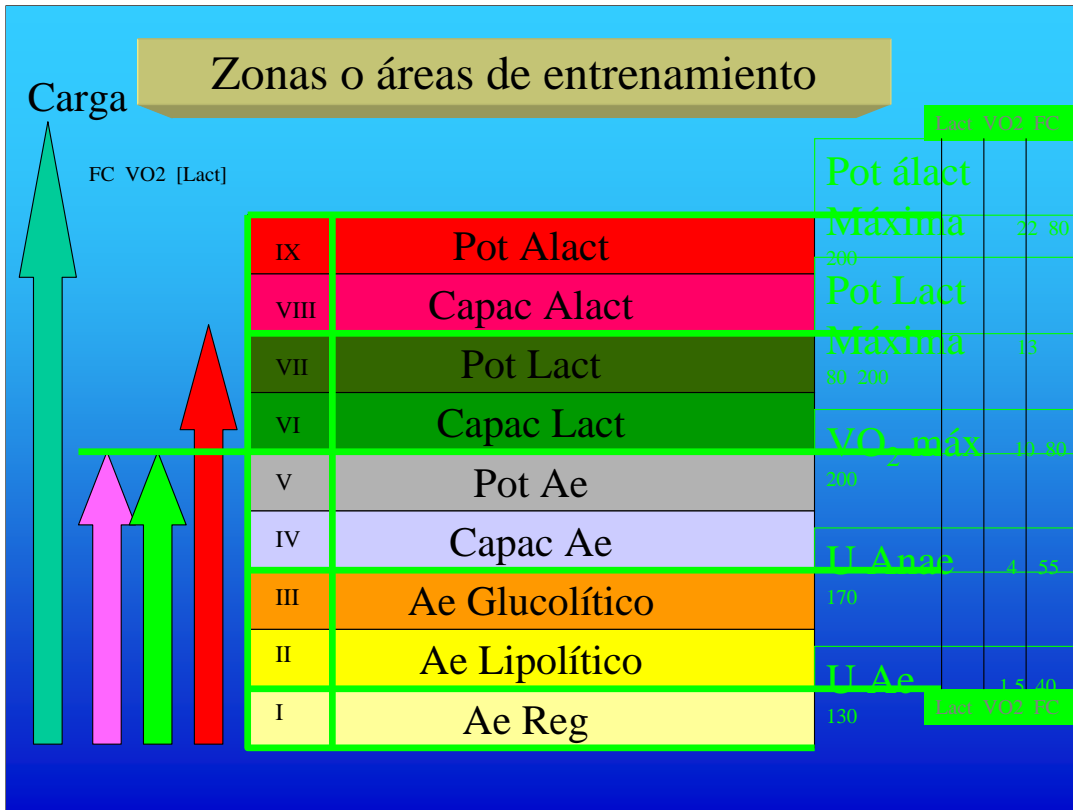 Zonas o áreas de entrenamiento
Carga
FC VO2 [Lact]
Lact VO2 FC
Pot álact
Máxima 22 80
200
IX Pot Alact
VIII Capac Alact
Pot Lact
Máxima 13
80 200
VII Pot Lact
VI Capac Lact
VO2 máx 10 80
200
V Pot Ae
IV Capac Ae
U Anae 4 55
170
III Ae Glucolítico
II Ae Lipolítico
U Ae 1,5 40
130
I Ae Reg
Lact VO2 FC